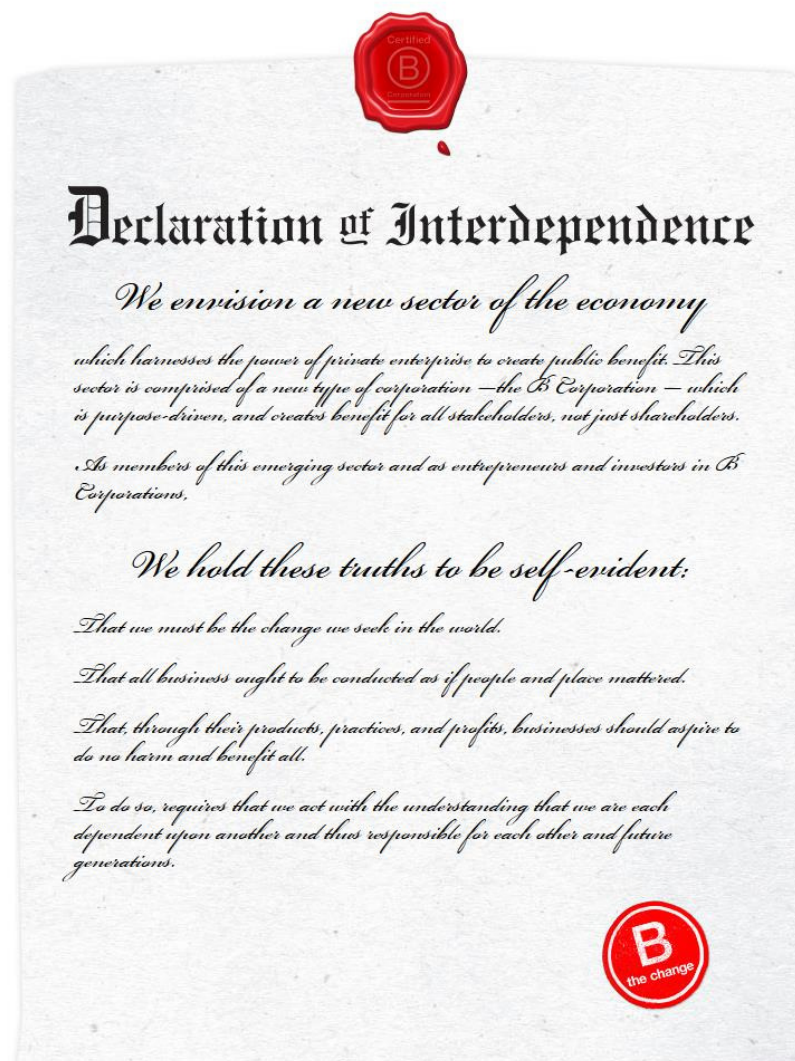 Certified
B
Corporation
Declaration of Interdependence
We envision a new sector of the economy
which harnesses the power of private enterprise to create public benefit. This
sector is comprised of a new type of corporation —the B Corporation — which
is purpose-driven, and creates benefit for all stakeholders, not just shareholders.
As members of this emerging sector and as entrepreneurs and investors in B
Corporations,
We hold these truths to be self-evident:
That we must be the change we seek in the world.
That all business ought to be conducted as if people and place mattered.
That, through their products, practices, and profits, businesses should aspire to
do no harm and benefit all.
To do so, requires that we act with the understanding that we are each
dependent upon another and thus responsible for each other and future
generations.
B
the change